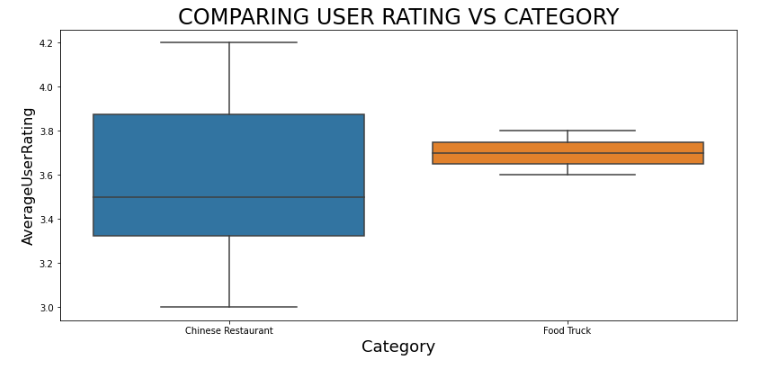 COMPARING USER RATING VS CATEGORY
4.2
4.0
3.8
3.6
3.4
3.2
3.0
AverageUserRating
Chinese Restaurant
Food Truck
Category